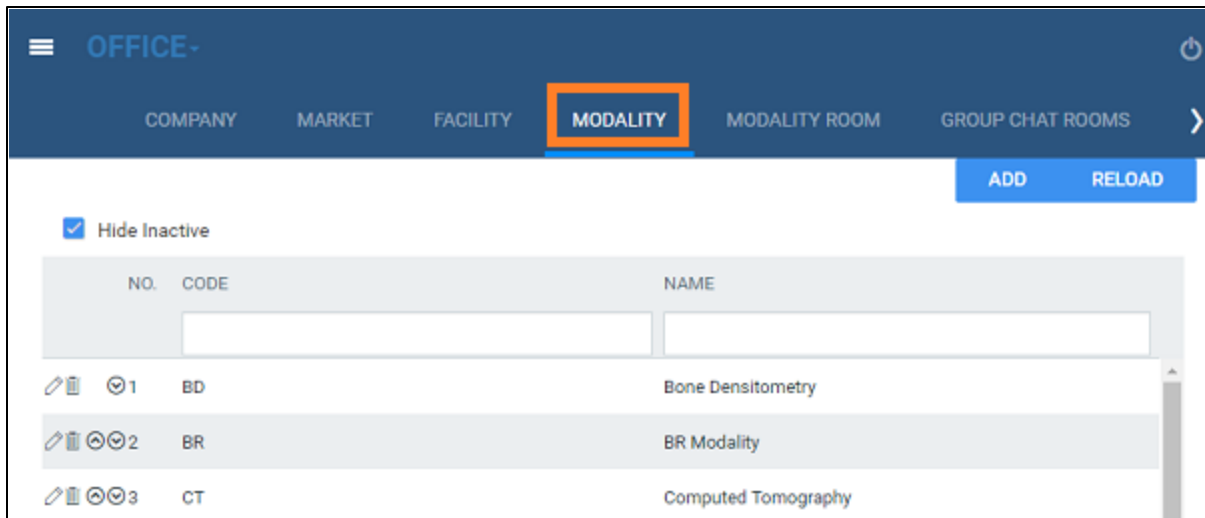 OFFICE
COMPANY MARKET FACILITY MODALITY MODALITY ROOM GROUP CHAT ROOMS
ADD RELOAD
Hide Inactive
NO. CODE NAME
1 BD Bone Densitometry
2 BR BR Modality
3 CT Computed Tomography